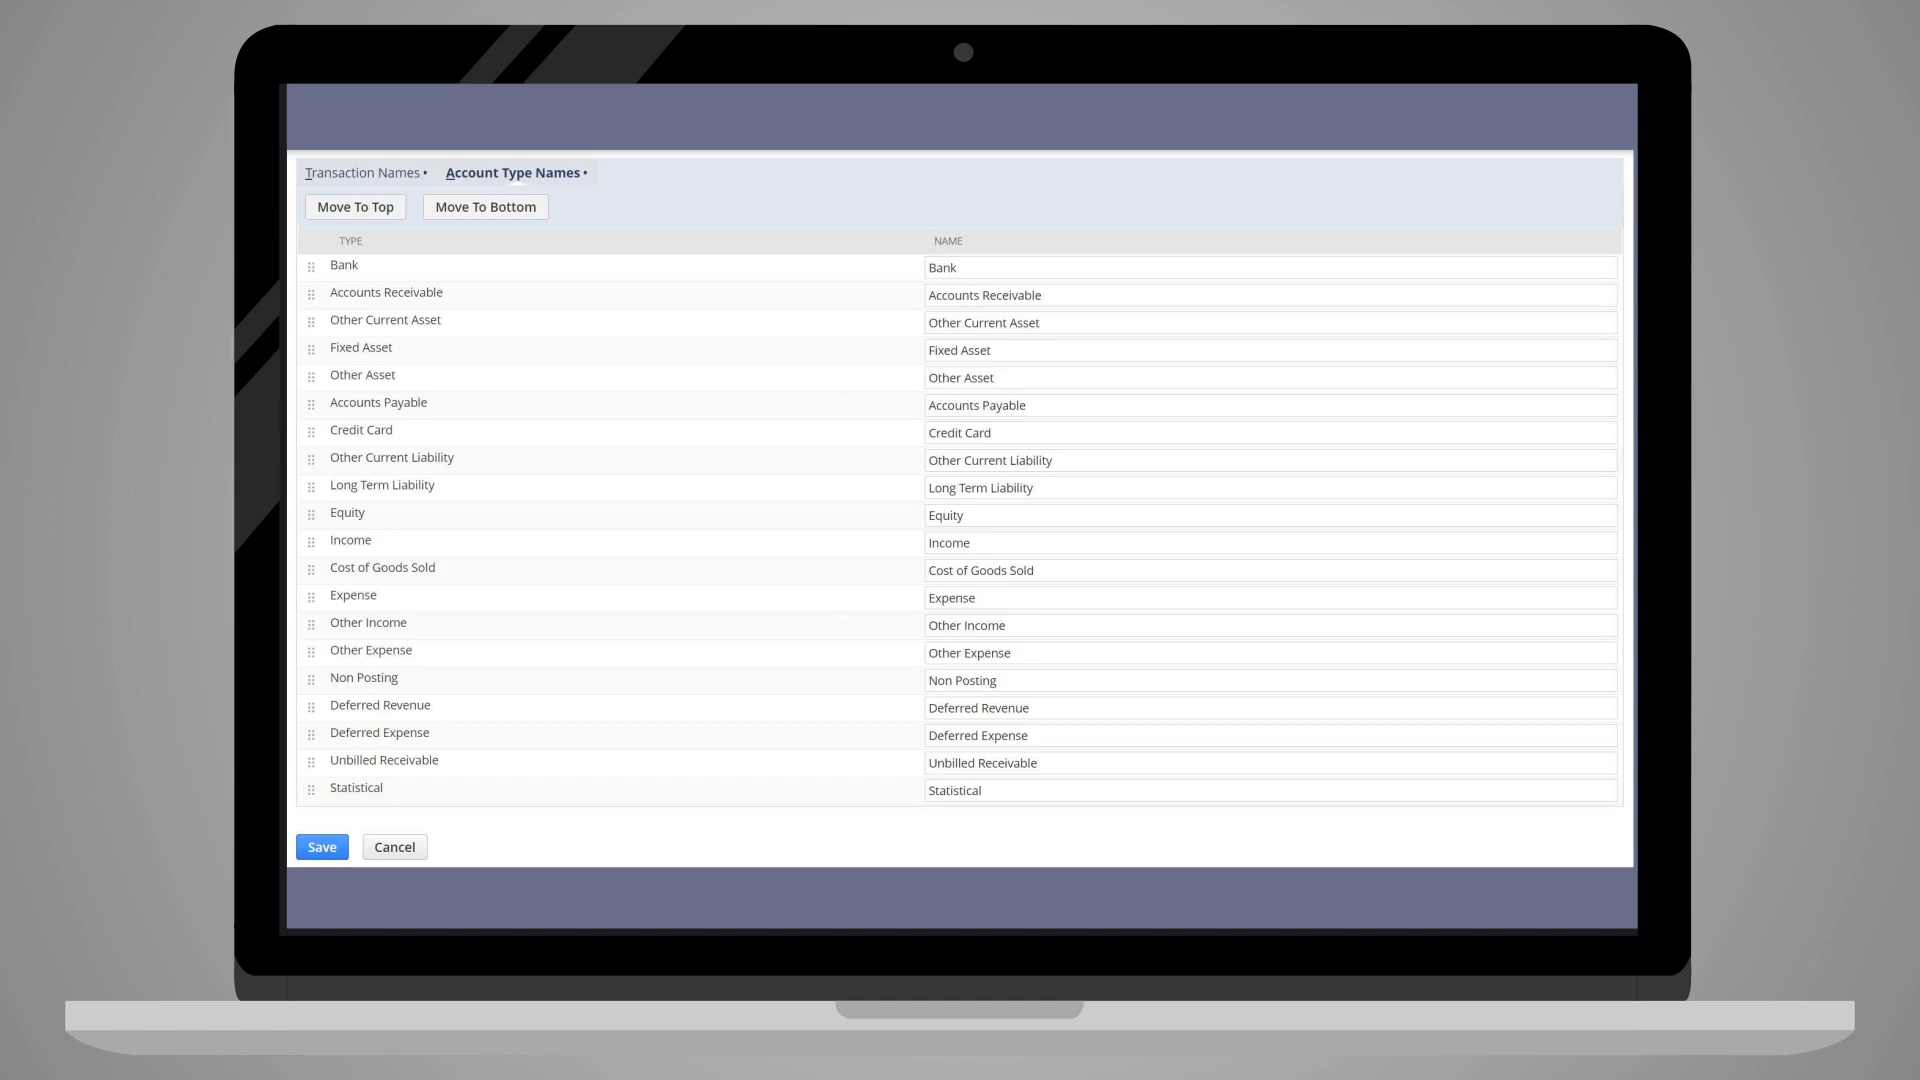 Transaction Names • Account Type Names •
Move To Top Move To Bottom
TYPE NAME
Bank Bank
Accounts Receivable Accounts Receivable
Other Current Asset Other Current Asset
Fixed Asset Fixed Asset
Other Asset Other Asset
Accounts Payable Accounts Payable
Credit Card Credit Card
Other Current Liability Other Current Liability
Long Term Liability Long Term Liability
Equity Equity
Income Income
Cost of Goods Sold Cost of Goods Sold
Expense Expense
Other Income Other Income
Other Expense Other Expense
Non Posting Non Posting
Deferred Revenue Deferred Revenue
Deferred Expense Deferred Expense
Unbilled Receivable Unbilled Receivable
Statistical Statistical
Save Cancel